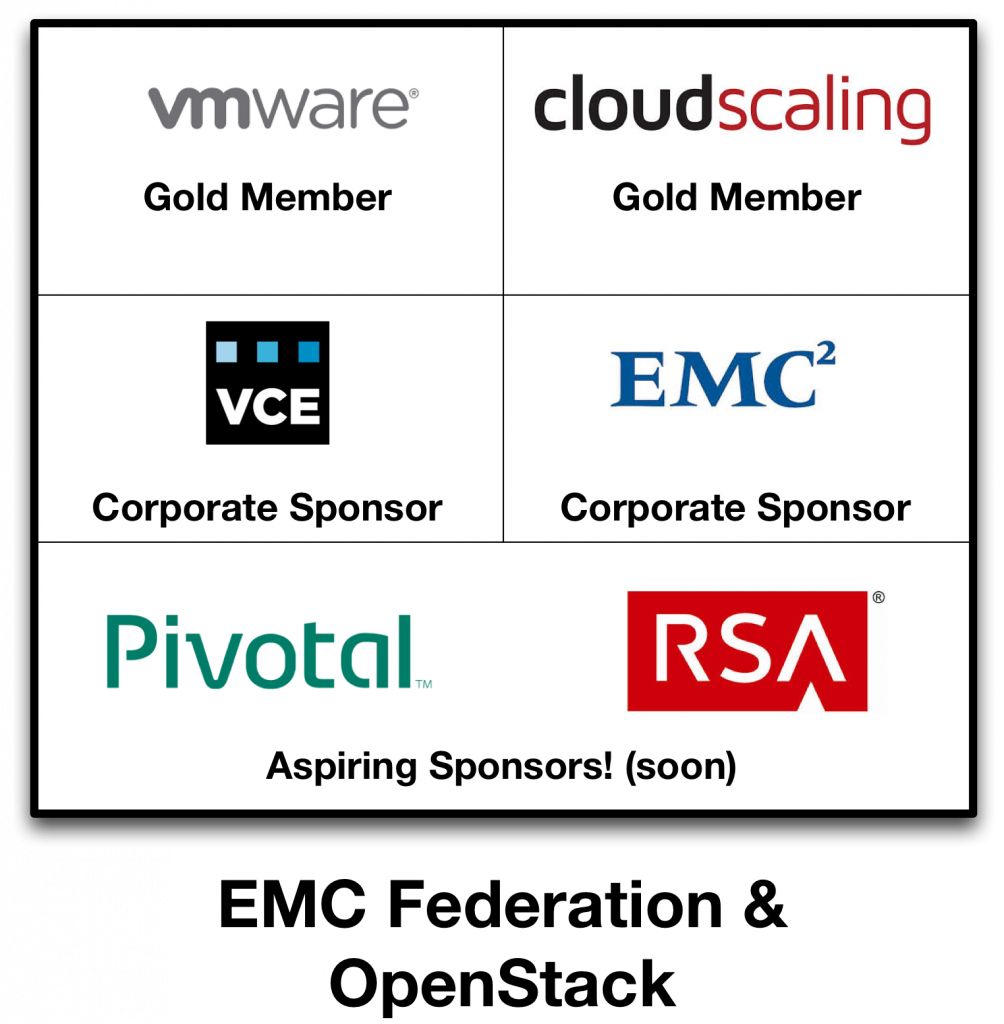 vmware®
cloudscaling
Gold Member
Gold Member
VCE
EMC²
Corporate Sponsor
Corporate Sponsor
Pivotal™
RSA®
Aspiring Sponsors! (soon)
EMC Federation &
OpenStack